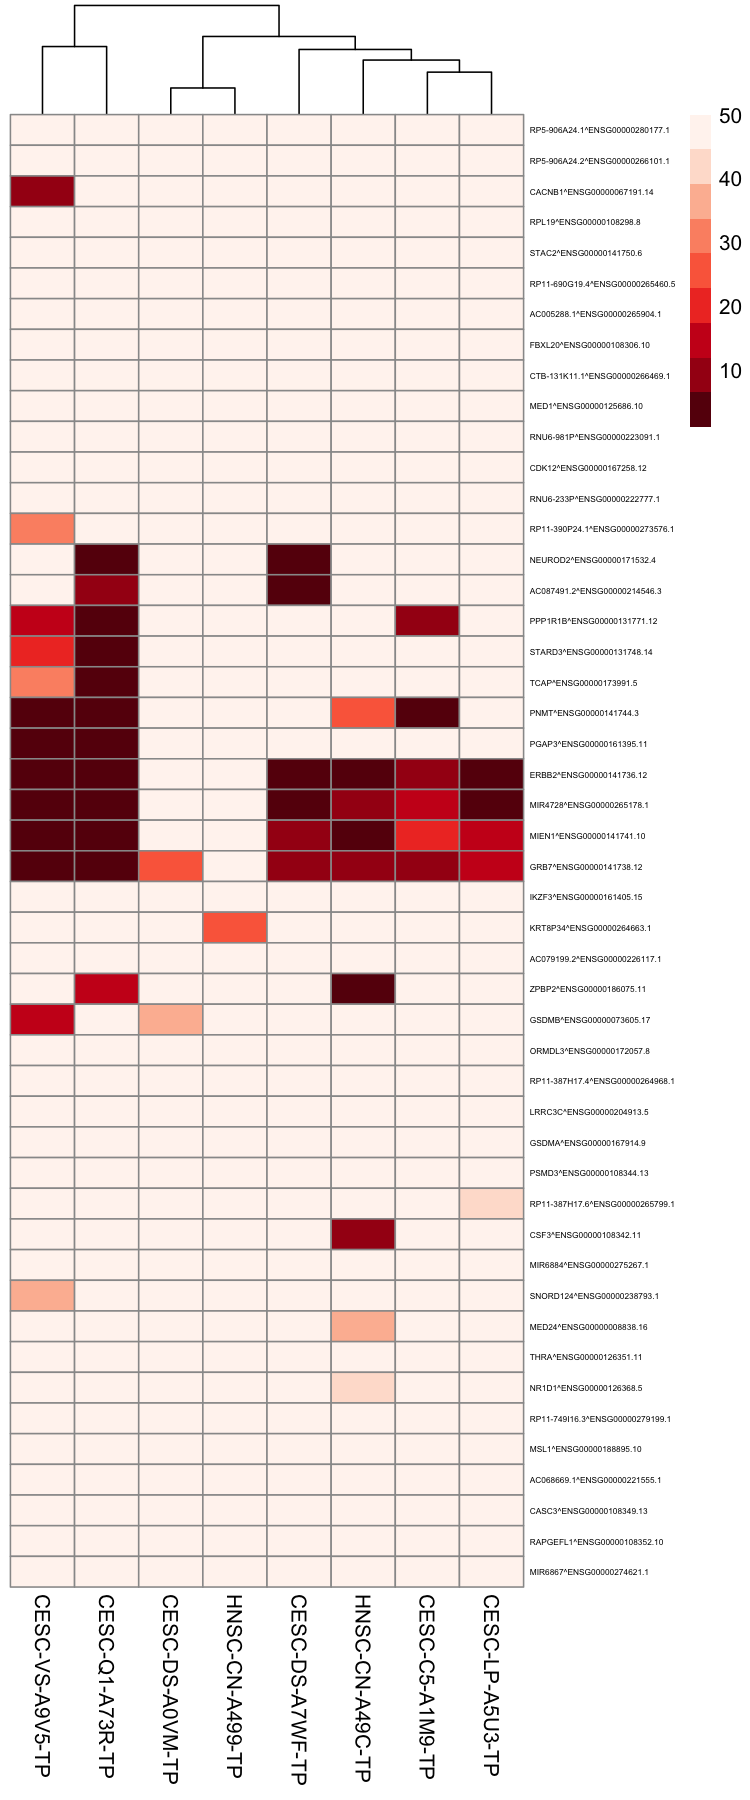 50
40
30
20
10
RP5-906A24.1^ENSG00000280177.1
RP5-906A24.2^ENSG00000266101.1
CACNB1^ENSG00000067191.14
RPL19^ENSG00000108298.8
STAC2^ENSG00000141750.6
RP11-690G19.4^ENSG00000265460.5
AC005288.1^ENSG00000265904.1
FBXL20^ENSG00000108306.10
CTB-131K11.1^ENSG00000266469.1
MED1^ENSG00000125686.10
RNU6-981P^ENSG00000223091.1
CDK12^ENSG00000167258.12
RNU6-233P^ENSG00000222777.1
RP11-390P24.1^ENSG00000273576.1
NEUROD2^ENSG00000171532.4
AC087491.2^ENSG00000214546.3
PPP1R1B^ENSG00000131771.12
STARD3^ENSG00000131748.14
TCAP^ENSG00000173991.5
PNMT^ENSG00000141744.3
PGAP3^ENSG00000161395.11
ERBB2^ENSG00000141736.12
MIR4728^ENSG00000265178.1
MIEN1^ENSG00000141741.10
GRB7^ENSG00000141738.12
IKZF3^ENSG00000161405.15
KRT8P34^ENSG00000264663.1
AC079199.2^ENSG00000226117.1
ZPBP2^ENSG00000186075.11
GSDMB^ENSG00000073605.17
ORMDL3^ENSG00000172057.8
RP11-387H17.4^ENSG00000264968.1
LRRC3C^ENSG00000204913.5
GSDMA^ENSG00000167914.9
PSMD3^ENSG00000108344.13
RP11-387H17.6^ENSG00000265799.1
CSF3^ENSG00000108342.11
MIR6884^ENSG00000275267.1
SNORD124^ENSG00000238793.1
MED24^ENSG00000008838.16
THRA^ENSG00000126351.11
NR1D1^ENSG00000126368.5
RP11-749I16.3^ENSG00000279199.1
MSL1^ENSG00000188895.10
AC068669.1^ENSG00000221555.1
CASC3^ENSG00000108349.13
RAPGEFL1^ENSG00000108352.10
MIR6867^ENSG00000274621.1
CESC-VS-A9V5-TP
CESC-Q1-A73R-TP
CESC-DS-A0VM-TP
HNSC-CN-A499-TP
CESC-DS-A7WF-TP
HNSC-CN-A49C-TP
CESC-C5-A1M9-TP
CESC-LP-A5U3-TP